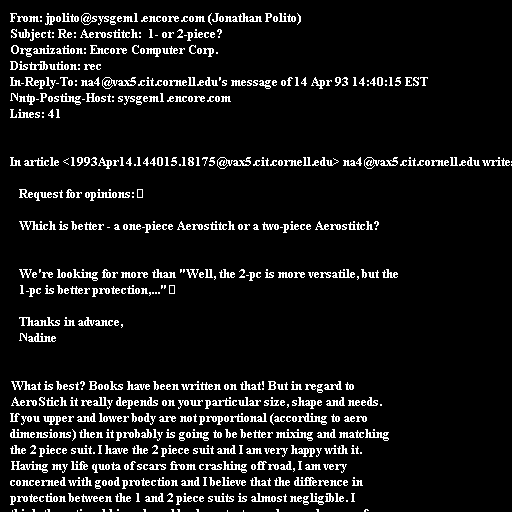 From: jpolito@sysgem1.encore.com (Jonathan Polito)
Subject: Re: Aerostitch:  1- or 2-piece?
Organization: Encore Computer Corp.
Distribution: rec
In-Reply-To: na4@vax5.cit.cornell.edu's message of 14 Apr 93 14:40:15 EST
Nntp-Posting-Host: sysgem1.encore.com
Lines: 41
In article <1993Apr14.144015.18175@vax5.cit.cornell.edu> na4@vax5.cit.cornell.edu writes
Request for opinions:
Which is better - a one-piece Aerostitch or a two-piece Aerostitch?
We're looking for more than "Well, the 2-pc is more versatile, but the
1-pc is better protection,..."
Thanks in advance,
Nadine
What is best? Books have been written on that! But in regard to
AeroStich it really depends on your particular size, shape and needs.
If you upper and lower body are not proportional (according to aero
dimensions) then it probably is going to be better mixing and matching
the 2 piece suit. I have the 2 piece suit and I am very happy with it.
Having my life quota of scars from crashing off road, I am very
concerned with good protection and I believe that the difference in
protection between the 1 and 2 piece suits is almost negligible. I